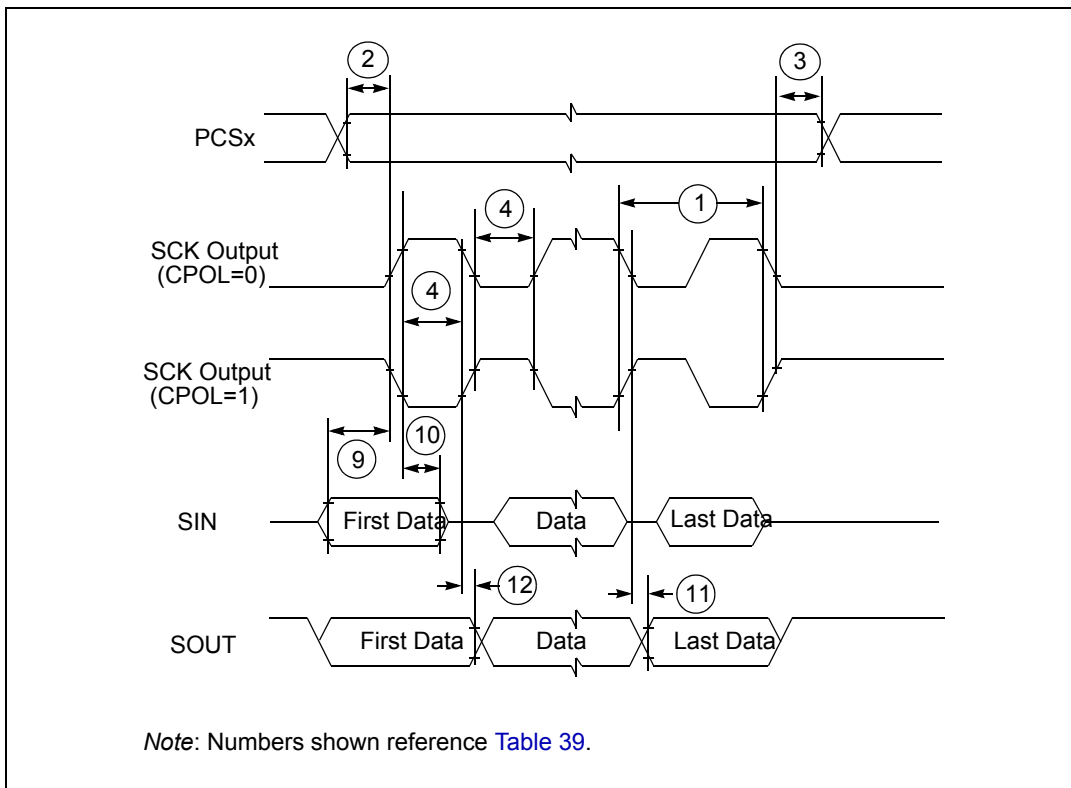 2
3
PCSx
4
1
SCK Output
(CPOL=0)
4
SCK Output
(CPOL=1)
9
10
SIN
First Data
Data
Last Data
12
11
SOUT
First Data
Data
Last Data
Note: Numbers shown reference Table 39.